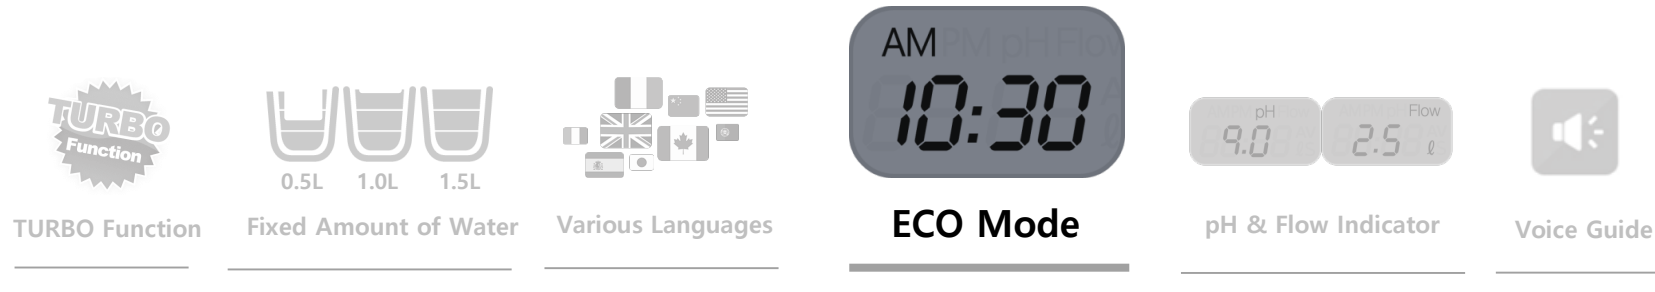 TURBO
Function
0.5L 1.0L 1.5L
AM PM pH Flow
10:30
pH
9.0
Flow
2.5 ℓ
TURBO Function
Fixed Amount of Water
Various Languages
ECO Mode
pH & Flow Indicator
Voice Guide